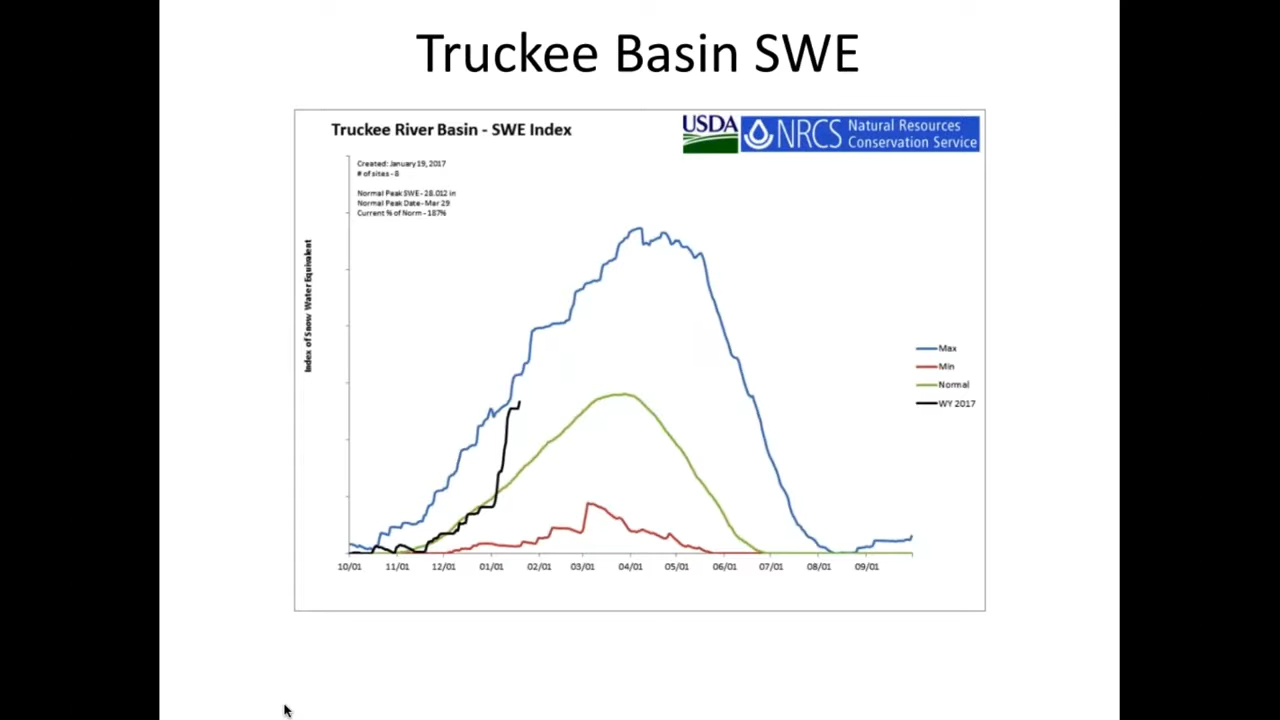 Truckee Basin SWE
Truckee River Basin - SWE Index
USDA
NRCS
Natural Resources
Conservation Service
Created: January 19, 2017
# of sites - 8
Normal Peak SWE - 28.012 in
Normal Peak Date- Mar 29
Current % of Norm - 187%
Index of Snow Water Equivalent
Max
Min
Normal
WY 2017
10/01 11/01 12/01 01/01 02/01 03/01 04/01 05/01 06/01 07/01 08/01 09/01